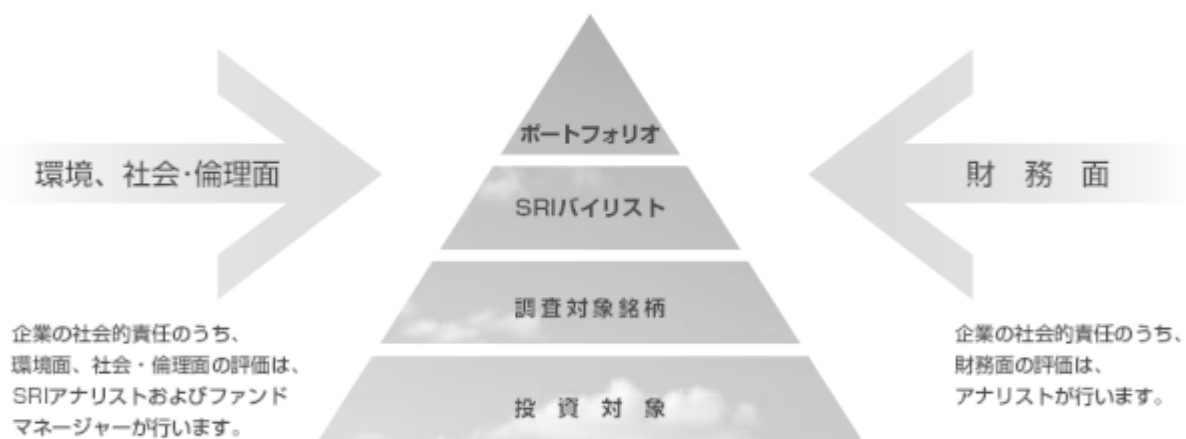 ポートフォリオ
環境、社会・倫理面
財務面
SRIバイリスト
調査対象銘柄
企業の社会的責任のうち、
環境面、社会・倫理面の評価は、
SRIアナリストおよびファンド
マネージャーが行います。
企業の社会的責任のうち、
財務面の評価は、
アナリストが行います。
投資対象